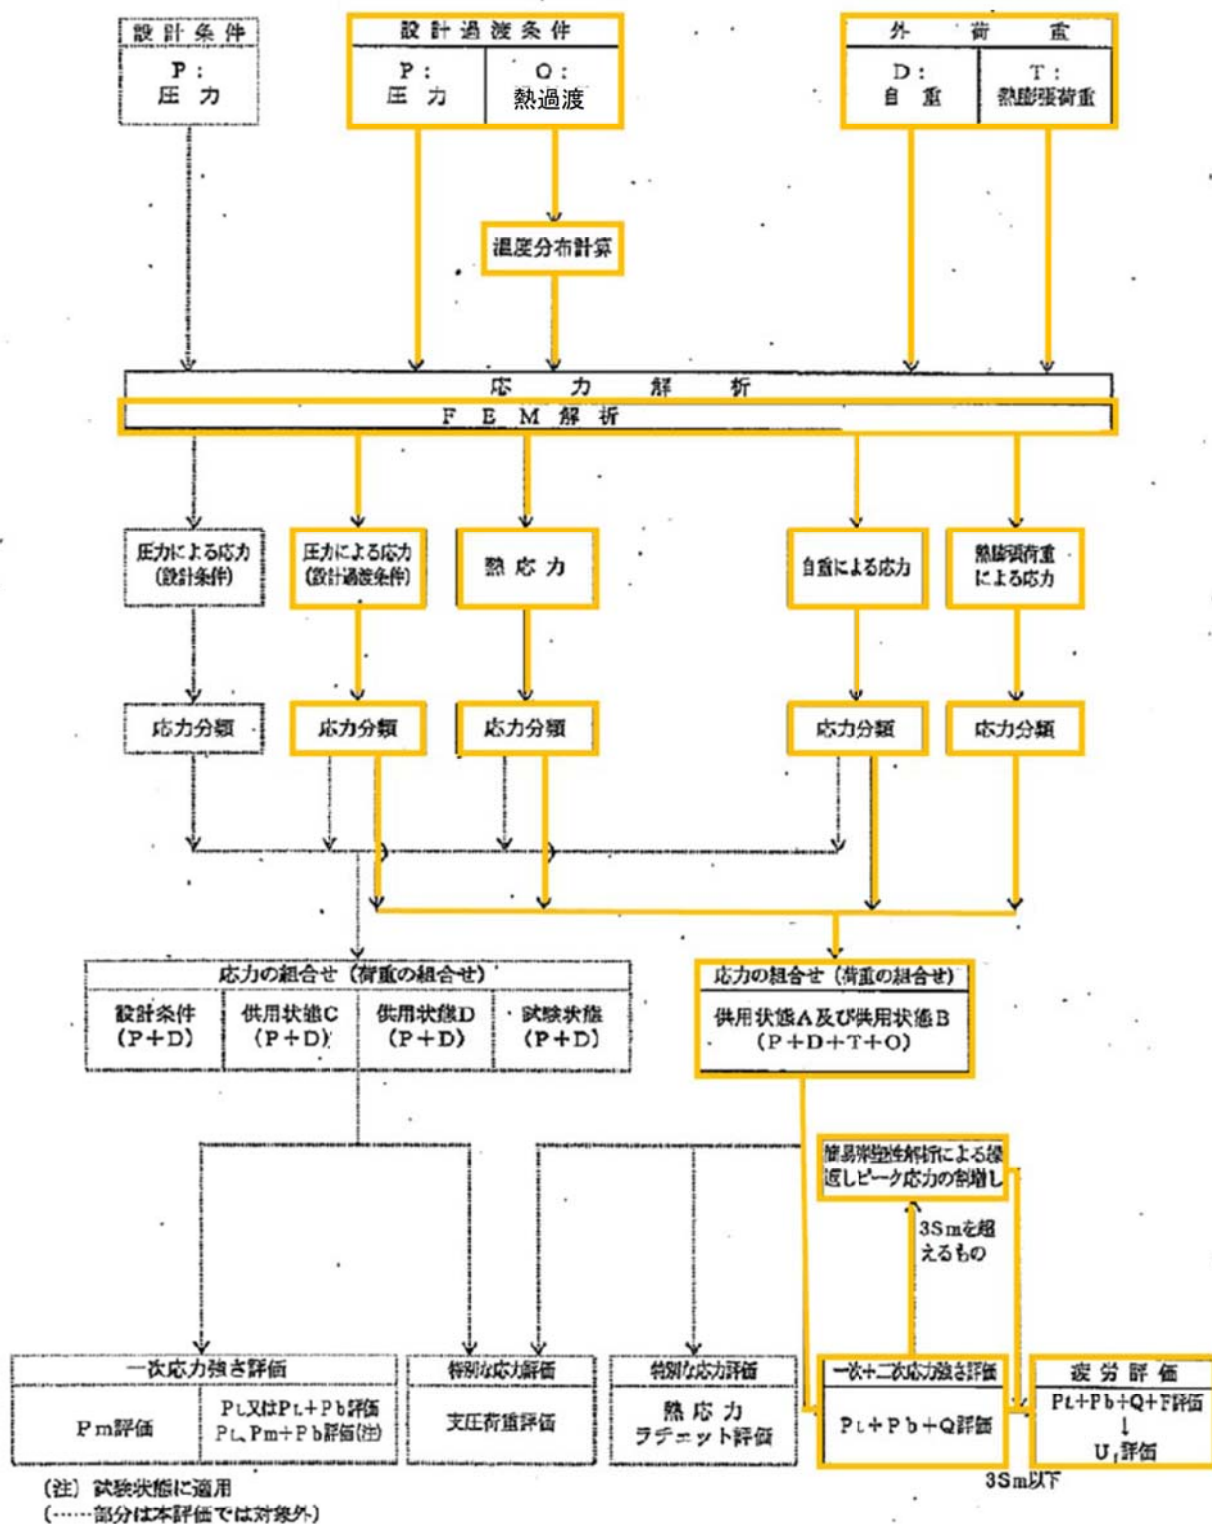 設計条件
P:
圧力
設計過渡条件
P:
圧力
O:
熱過渡
外荷重
D:
自重
T:
熱膨張荷重
温度分布計算
応力解析
FEM解析
圧力による応力
(設計条件)
圧力による応力
(設計過渡条件)
熱応力
自重による応力
熱膨張荷重
による応力
応力分類
応力分類
応力分類
応力分類
応力分類
応力の組合せ(荷重の組合せ)
設計条件
(P+D)
供用状態C
(P+D)
供用状態D
(P+D)
試験状態
(P+D)
応力の組合せ(荷重の組合せ)
供用状態A及び供用状態B
(P+D+T+O)
簡易弾塑性解析による繰
返しピーク応力の割増し
3Smを超
えるもの
一次応力強さ評価
Pm評価
PL又はPL+Pb評価
PL、Pm+Pb評価(注)
特別な応力評価
支圧荷重評価
特別な応力評価
熱応力
ラチェット評価
一次+二次応力強さ評価
PL+Pb+Q評価
疲労評価
PL+Pb+Q+F評価
↓
Uf評価
3Sm以下
(注) 試験状態に適用
(……部分は本評価では対象外)